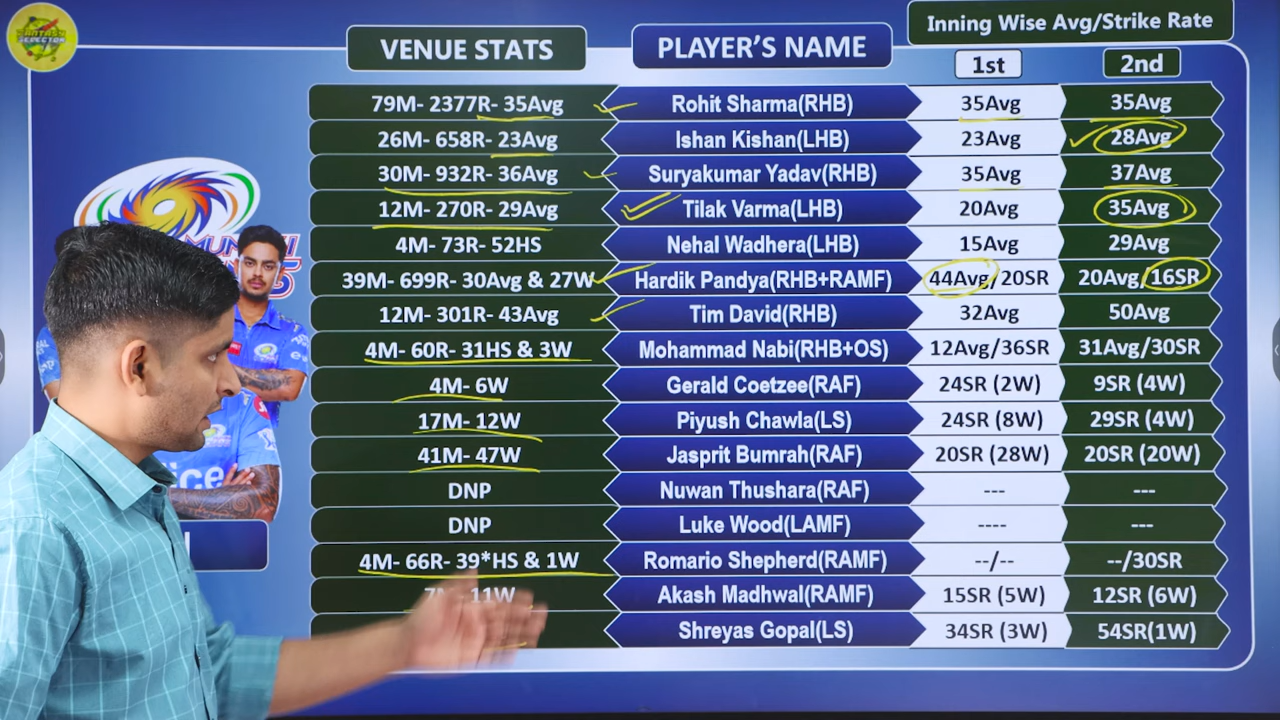 FANTASY
SELECTOR
VENUE STATS
PLAYER'S NAME
Inning Wise Avg/Strike Rate
1st
2nd
79M- 2377R- 35Avg Rohit Sharma(RHB) 35Avg 35Avg
26M- 658R- 23Avg Ishan Kishan(LHB) 23Avg 28Avg
30M- 932R- 36Avg Suryakumar Yadav(RHB) 35Avg 37Avg
12M- 270R- 29Avg Tilak Varma(LHB) 20Avg 35Avg
4M- 73R- 52HS Nehal Wadhera(LHB) 15Avg 29Avg
39M- 699R- 30Avg & 27W Hardik Pandya(RHB+RAMF) 44Avg/20SR 20Avg/16SR
12M- 301R- 43Avg Tim David(RHB) 32Avg 50Avg
4M- 60R- 31HS & 3W Mohammad Nabi(RHB+OS) 12Avg/36SR 31Avg/30SR
4M- 6W Gerald Coetzee(RAF) 24SR (2W) 9SR (4W)
17M- 12W Piyush Chawla(LS) 24SR (8W) 29SR (4W)
41M- 47W Jasprit Bumrah(RAF) 20SR (28W) 20SR (20W)
DNP Nuwan Thushara(RAF) --- ---
DNP Luke Wood(LAMF) ---- ---
4M- 66R- 39*HS & 1W Romario Shepherd(RAMF) --/-- --/30SR
7M- 11W Akash Madhwal(RAMF) 15SR (5W) 12SR (6W)
Shreyas Gopal(LS) 34SR (3W) 54SR(1W)